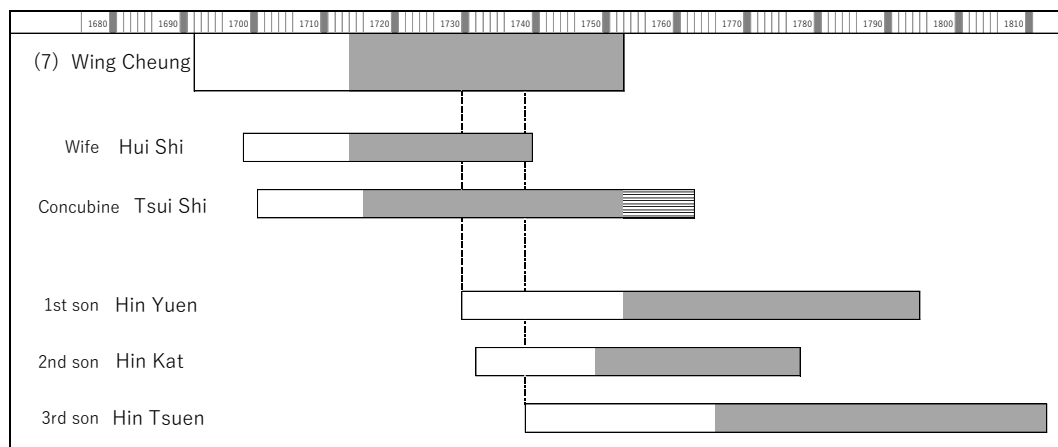 1680 1690 1700 1710 1720 1730 1740 1750 1760 1770 1780 1790 1800 1810
(7) Wing Cheung
Wife Hui Shi
Concubine Tsui Shi
1st son Hin Yuen
2nd son Hin Kat
3rd son Hin Tsuen